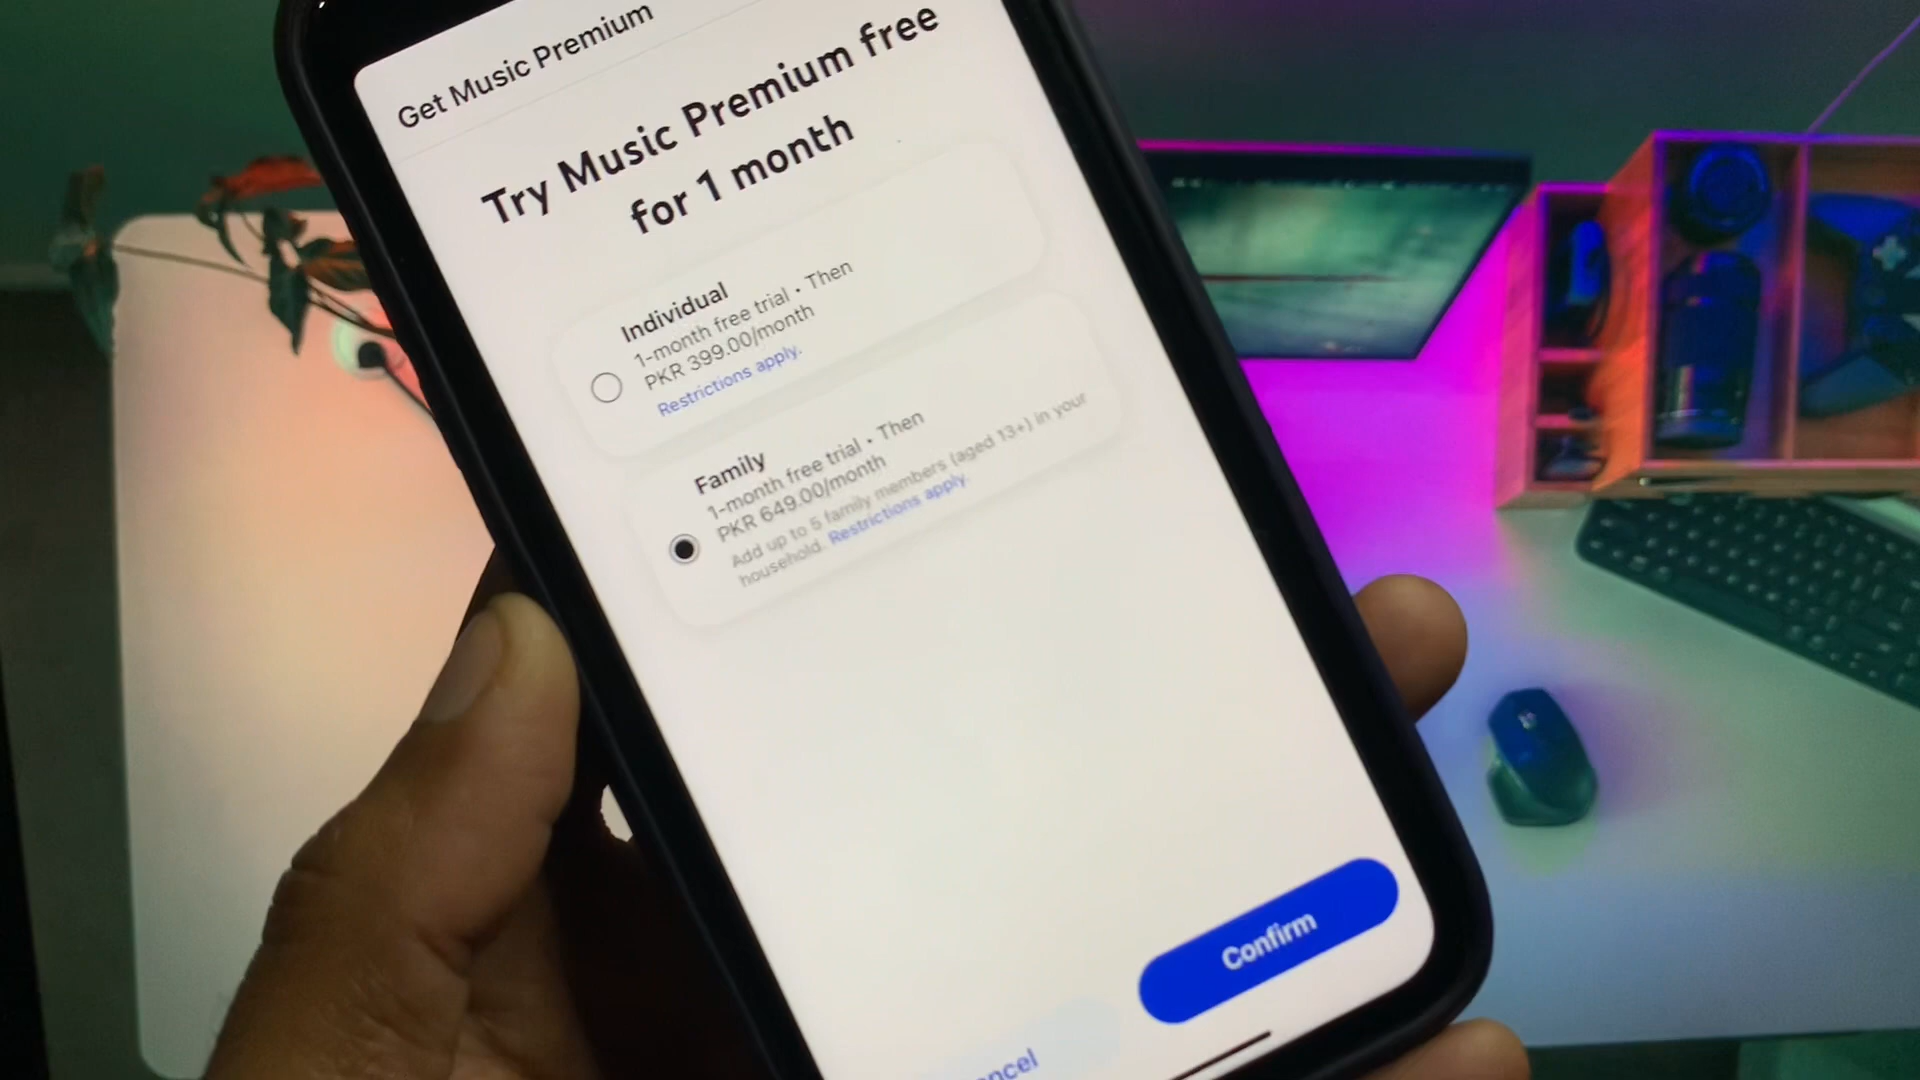 Get Music Premium
Try Music Premium free
for 1 month
Individual
1-month free trial • Then
PKR 399.00/month
Restrictions apply.
Family
1-month free trial • Then
PKR 649.00/month
Add up to 5 family members (aged 13+) in your
household. Restrictions apply.
Confirm